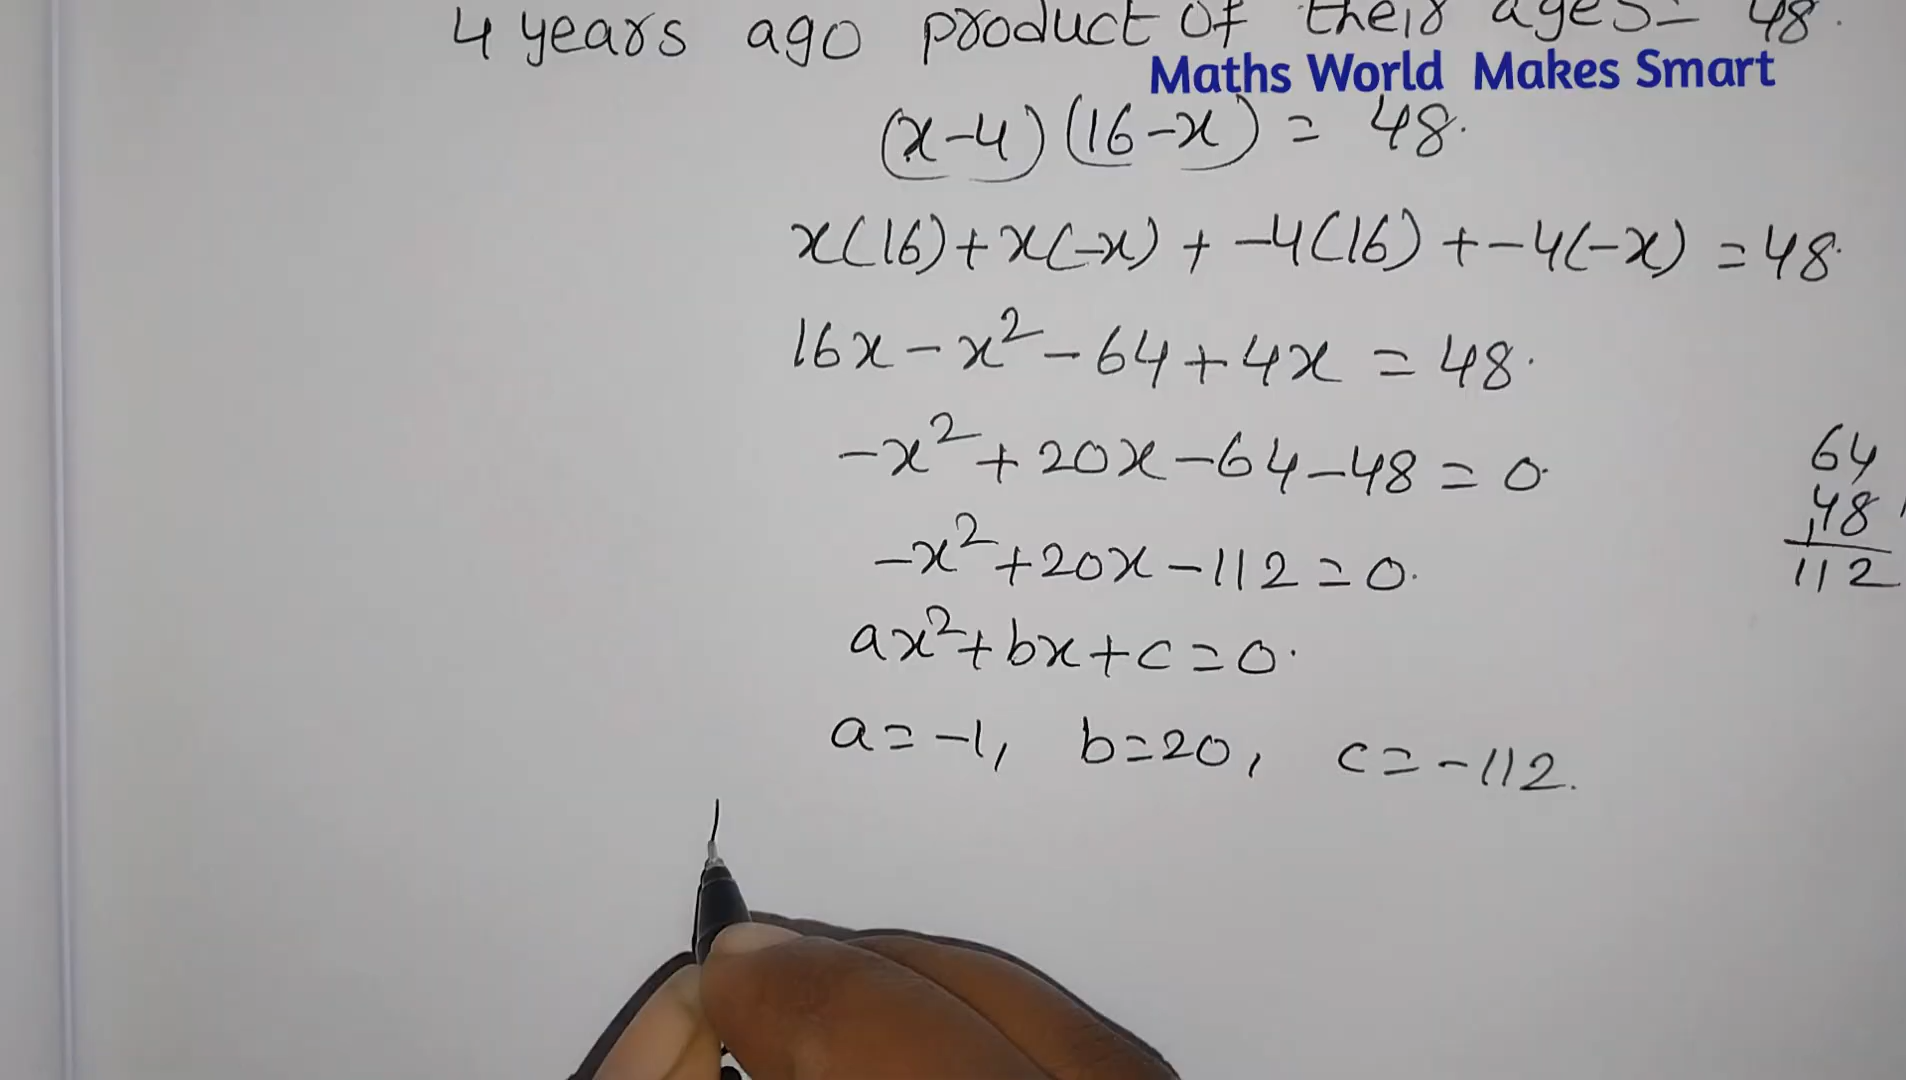 4 years ago product of their ages = 48.
Maths World Makes Smart
(x-4) (16-x) = 48.
x(16)+x(-x) + -4(16) + -4(-x) = 48.
16x - x² - 64 + 4x = 48.
-x² + 20x - 64 - 48 = 0.
64
48
112
-x² + 20x - 112 = 0.
ax² + bx + c = 0.
a = -1, b = 20, c = -112.